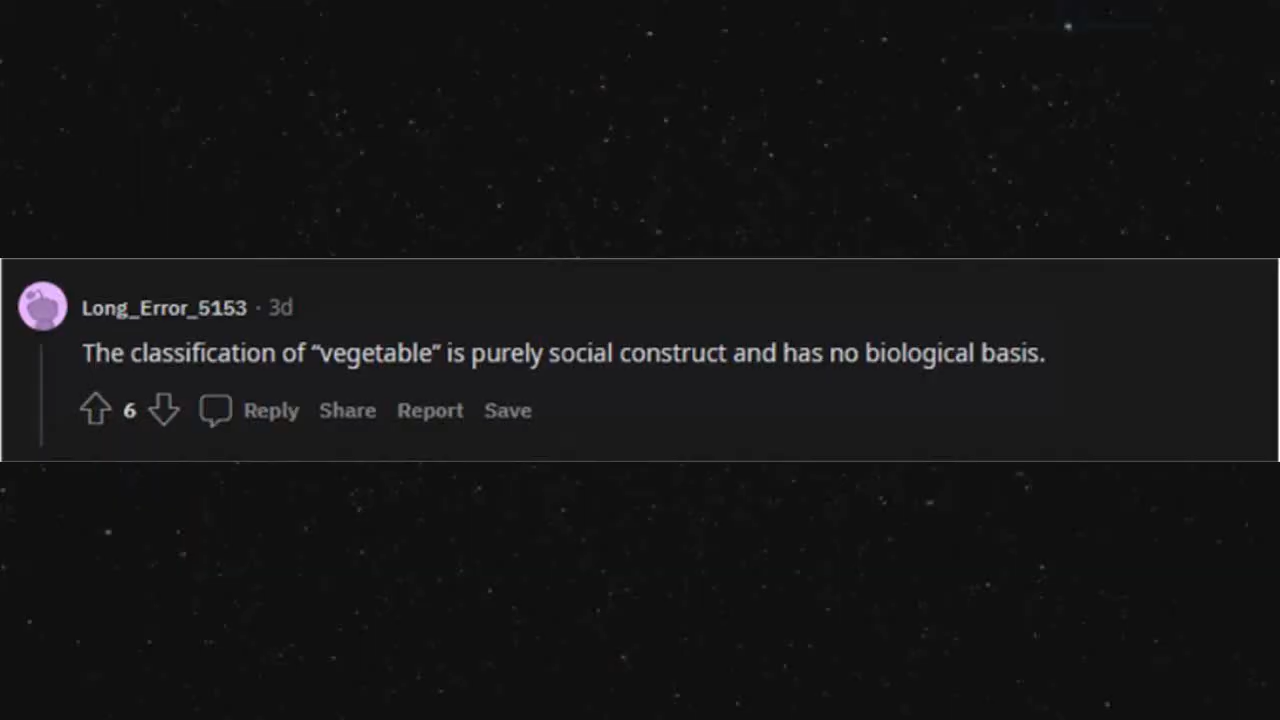 Long_Error_5153 · 3d
The classification of “vegetable” is purely social construct and has no biological basis.
6 Reply Share Report Save